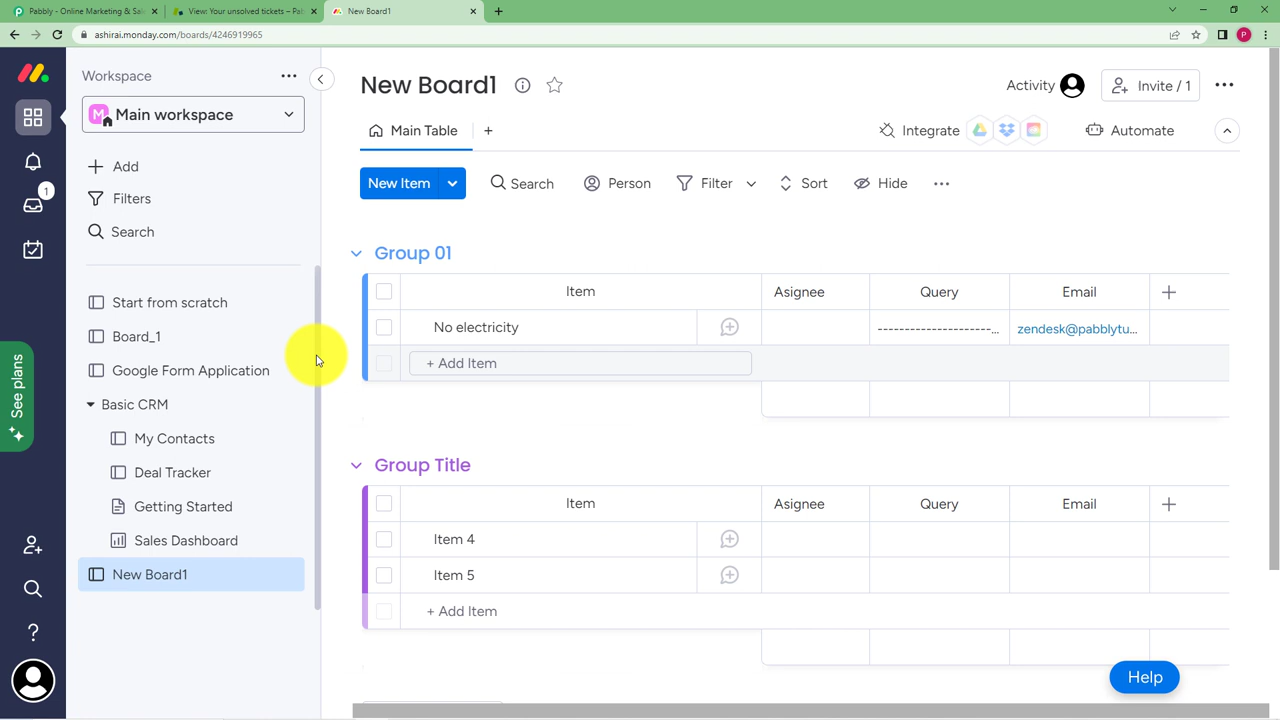 Pabbly - Online Marketing & Sale
View: Your unsolved tickets – Pab
New Board1
ashirai.monday.com/boards/4246919965
P
Workspace
M
Main workspace
Add
Filters
Search
1
See plans
Start from scratch
Board_1
Google Form Application
Basic CRM
My Contacts
Deal Tracker
Getting Started
Sales Dashboard
New Board1
New Board1
Activity
Invite / 1
Main Table
Integrate
Automate
New Item
Search
Person
Filter
Sort
Hide
Group 01
Item Asignee Query Email
No electricity ---------------------... zendesk@pabblytu...
+ Add Item
Group Title
Item Asignee Query Email
Item 4
Item 5
+ Add Item
Help